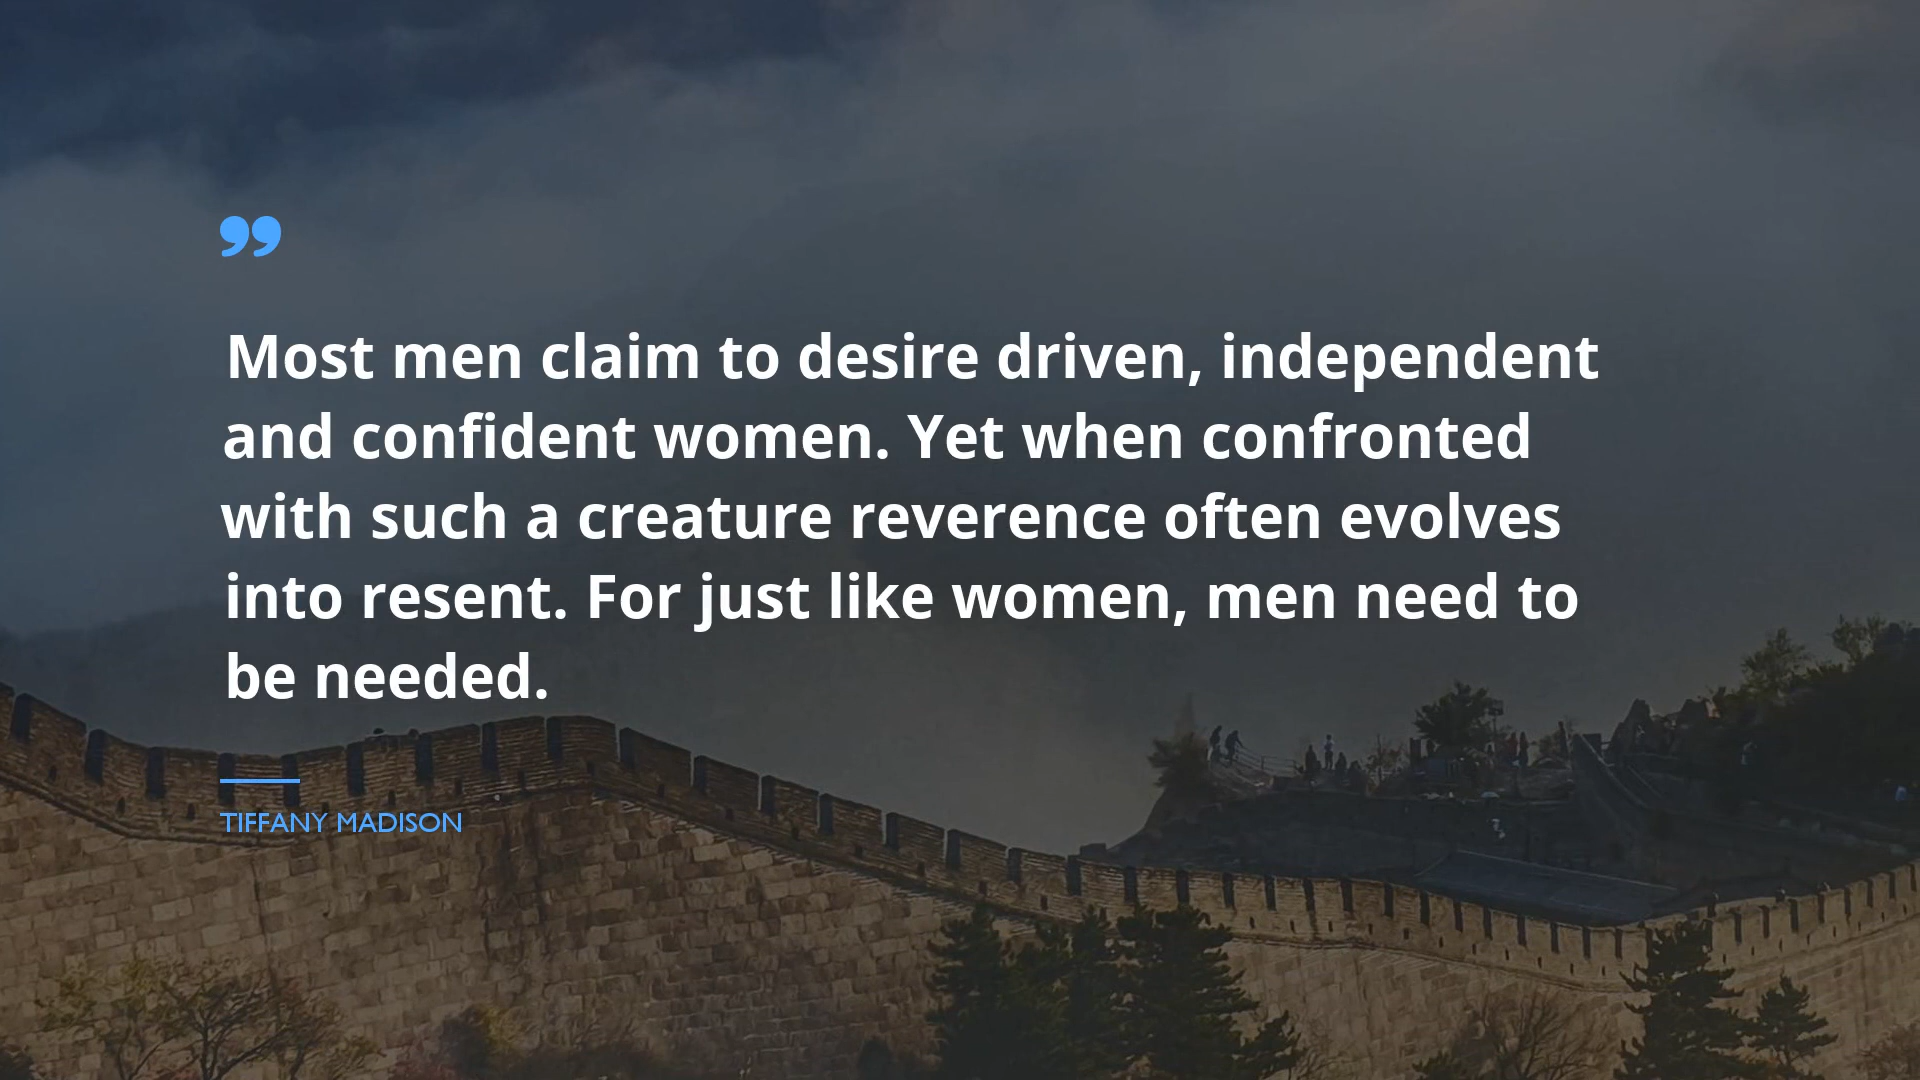 ”
Most men claim to desire driven, independent
and confident women. Yet when confronted
with such a creature reverence often evolves
into resent. For just like women, men need to
be needed.
TIFFANY MADISON